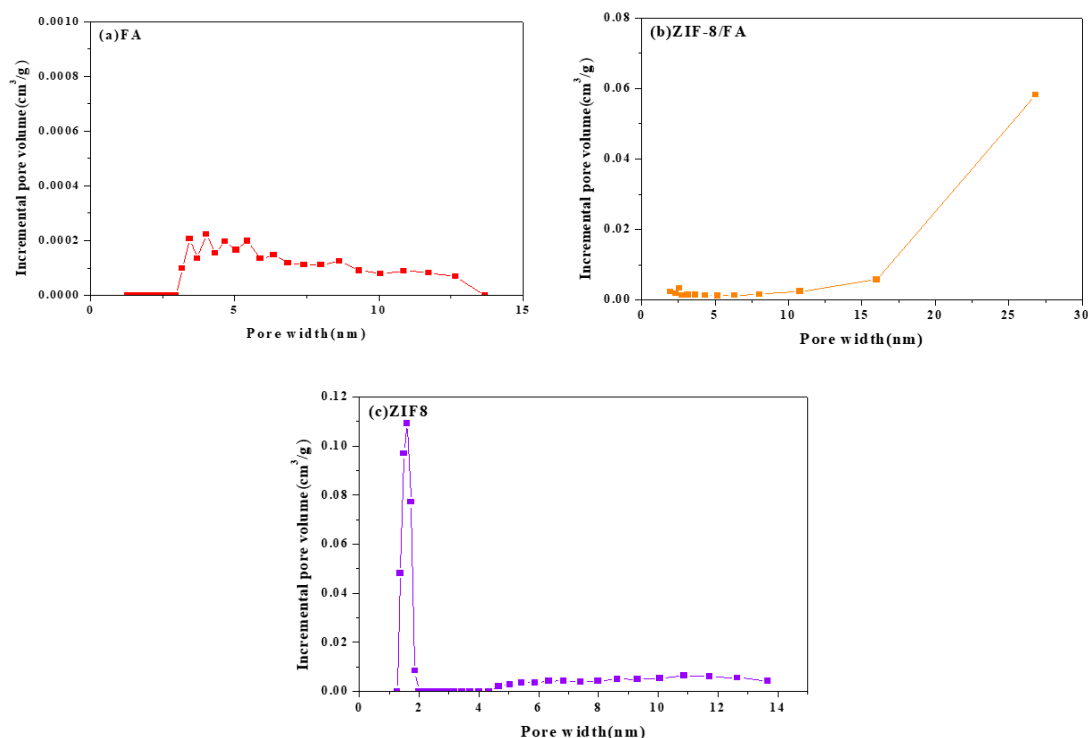 (a)FA
0.0010
0.0008
0.0006
0.0004
0.0002
0.0000
Incremental pore volume(cm³/g)
0 5 10 15
Pore width(nm)
(b)ZIF-8/FA
0.08
0.06
0.04
0.02
0.00
Incremental pore volume(cm³/g)
0 5 10 15 20 25 30
Pore width(nm)
(c)ZIF8
0.12
0.10
0.08
0.06
0.04
0.02
0.00
Incremental pore volume(cm³/g)
0 2 4 6 8 10 12 14
Pore width(nm)